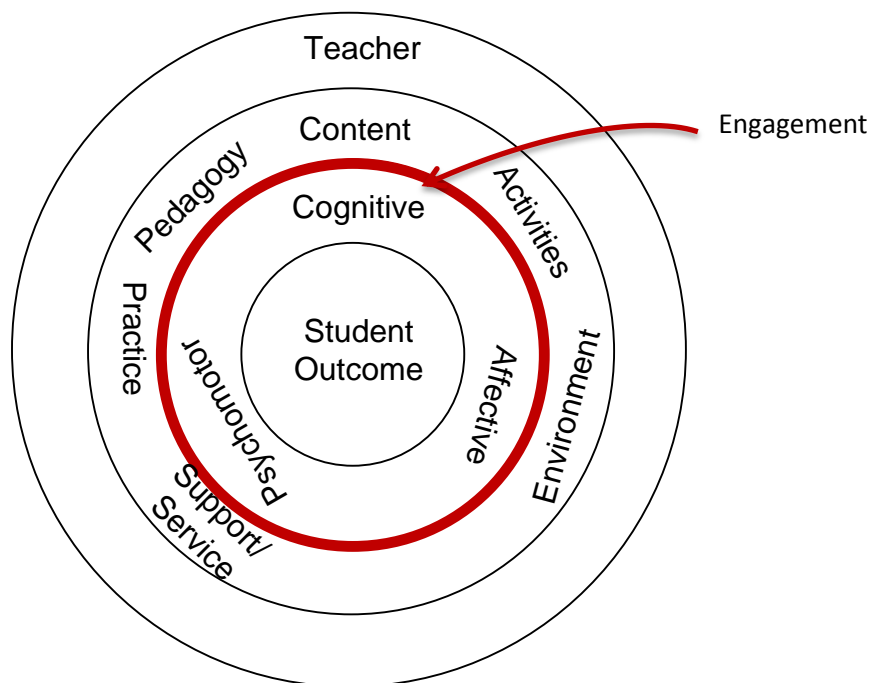 Teacher
Engagement
Content
Pedagogy
Activities
Cognitive
Practice
Student
Outcome
Environment
Affective
Psychomotor
Support/
Service